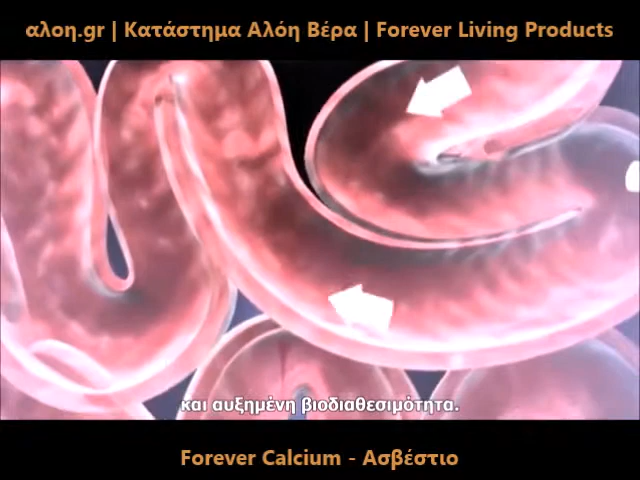 αλοη.gr | Κατάστημα Αλόη Βέρα | Forever Living Products
και αυξημένη βιοδιαθεσιμότητα.
Forever Calcium - Ασβέστιο